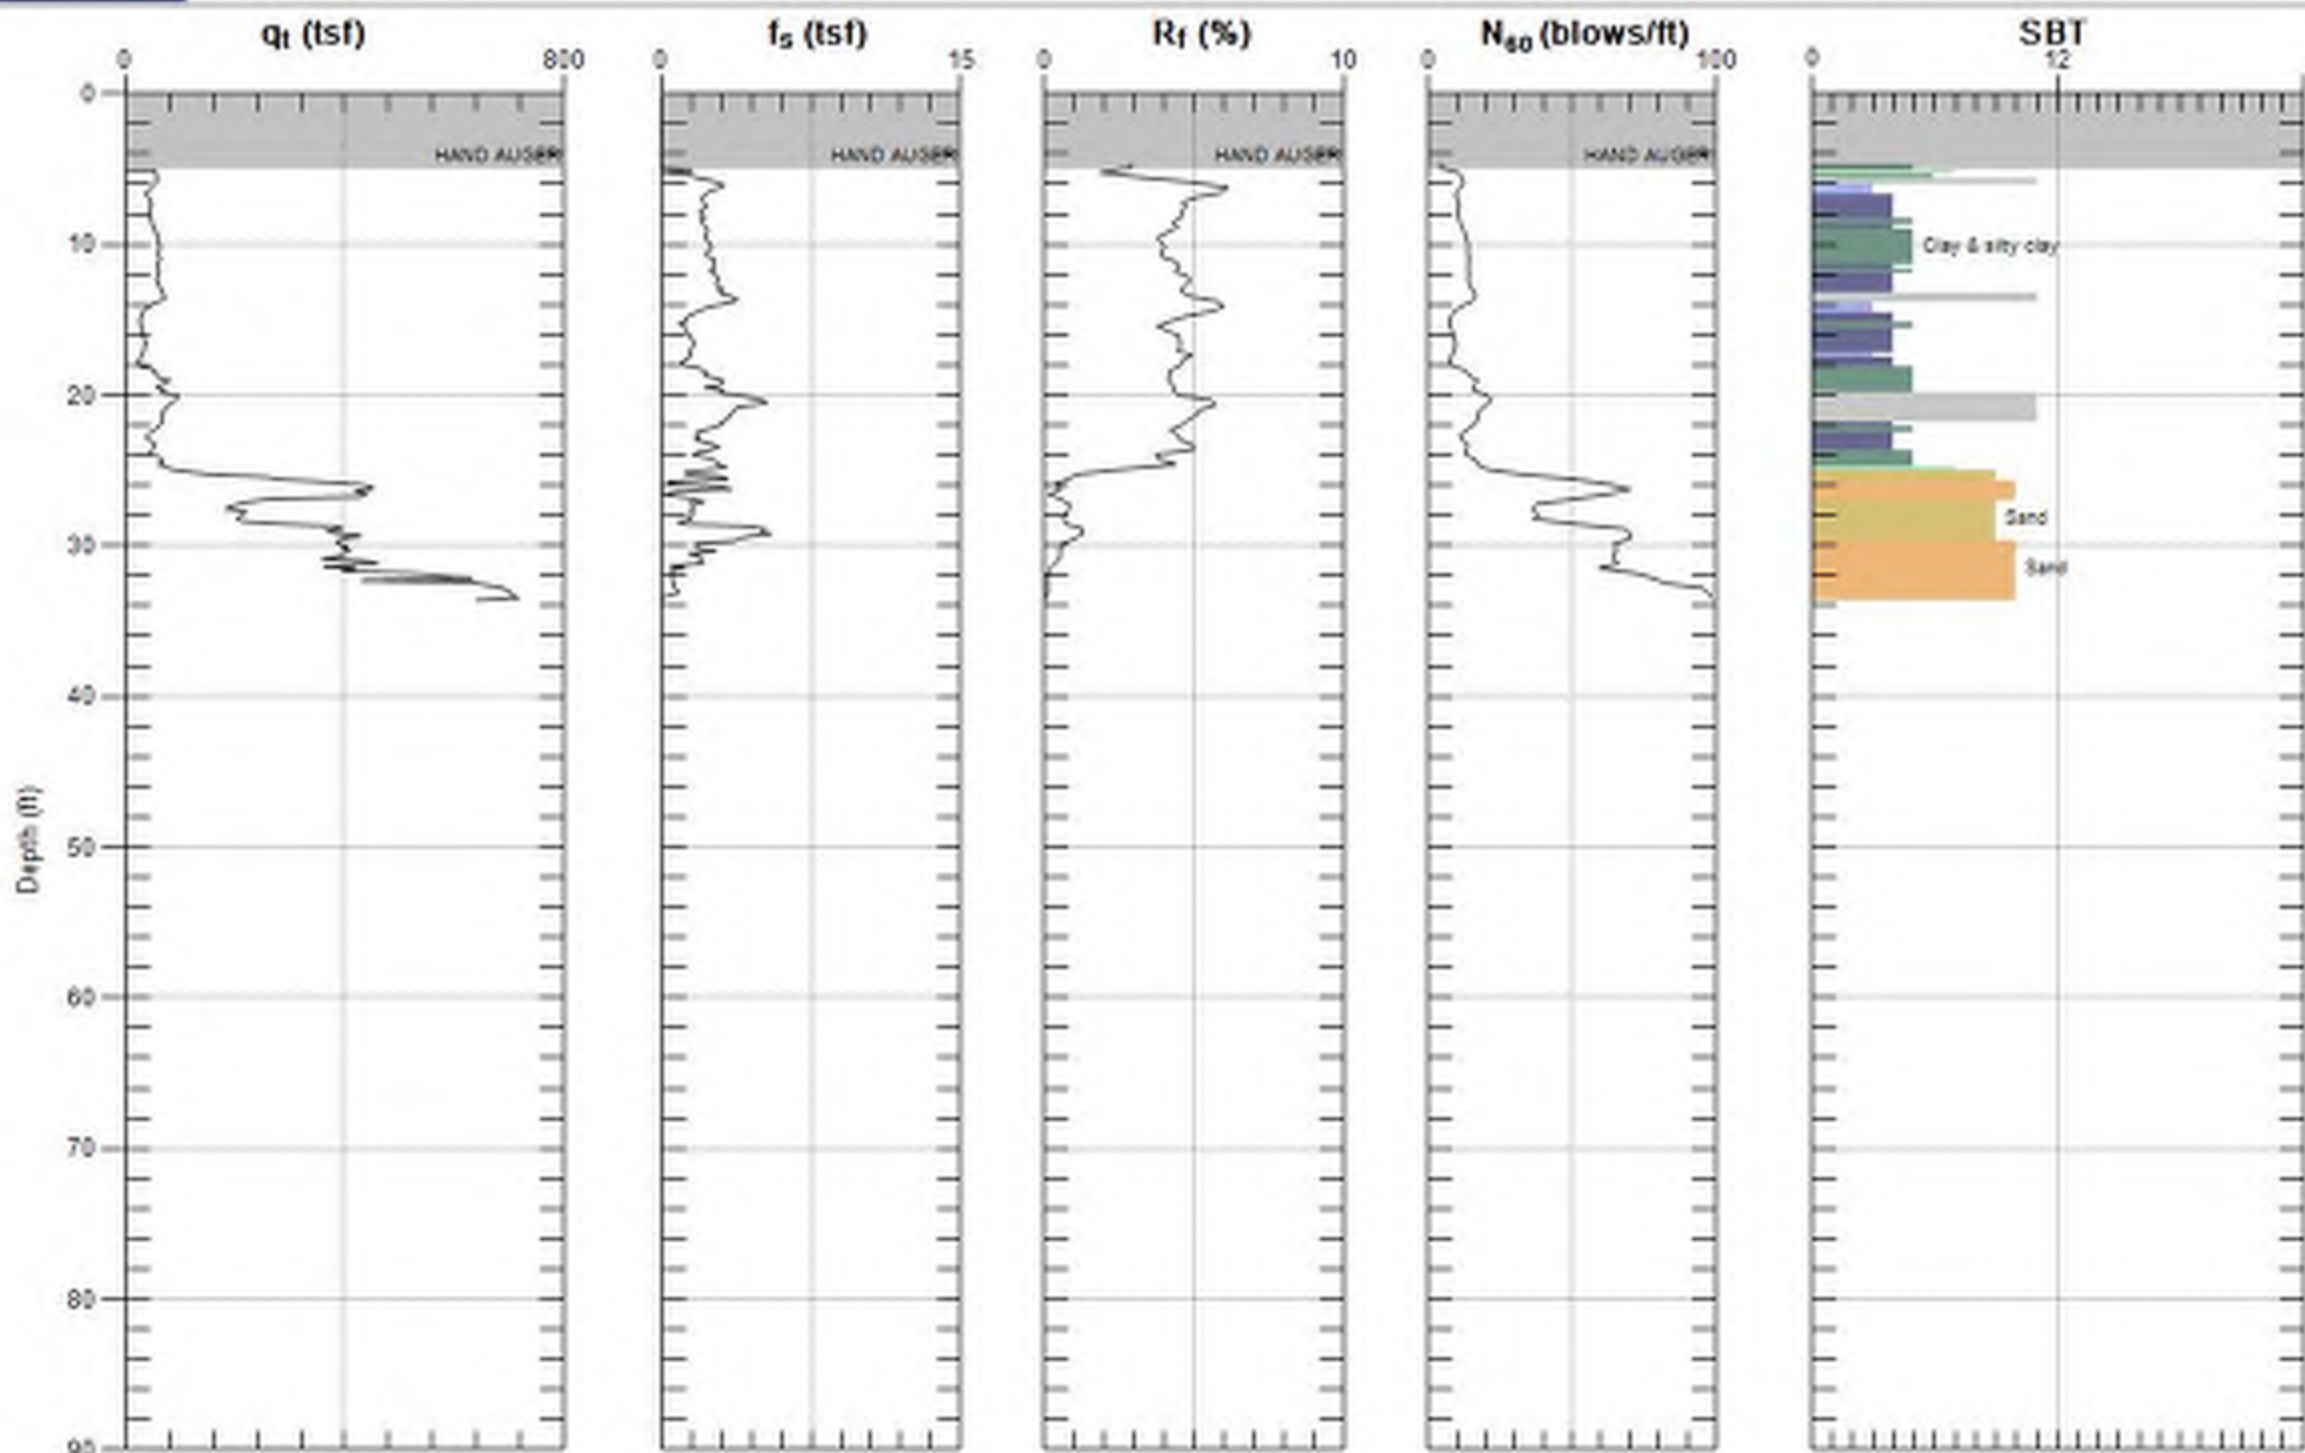 qt (tsf) fs (tsf) Rf (%) N60 (blows/ft) SBT
0 800 0 15 0 10 0 100 0 12
0
HAND AUGER HAND AUGER HAND AUGER HAND AUGER
10 Clay & silty clay
20
Sand
30
Sand
40
50
Depth (ft)
60
70
80
90